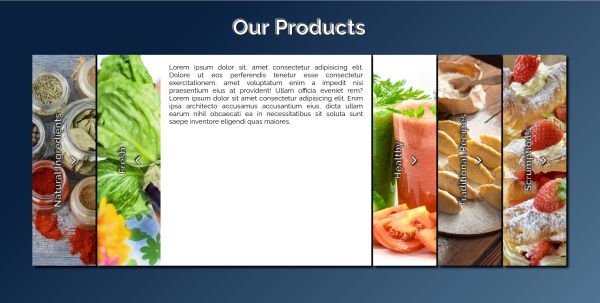 Our Products
Natural Ingredients
Fresh
Lorem ipsum dolor sit, amet consectetur adipisicing elit.
Dolore ut eos perferendis tenetur esse consectetur
exercitationem, amet voluptatum enim a impedit nisi
praesentium eius at provident! Ullam officia eveniet rem?
Lorem ipsum dolor sit amet consectetur adipisicing elit. Enim
ipsa architecto accusamus accusantium eius, dicta ullam
earum nihil obcaecati ea in necessitatibus sit soluta sunt
saepe inventore eligendi quas maiores.
Healthy
Traditional Recipes
Scrumptious